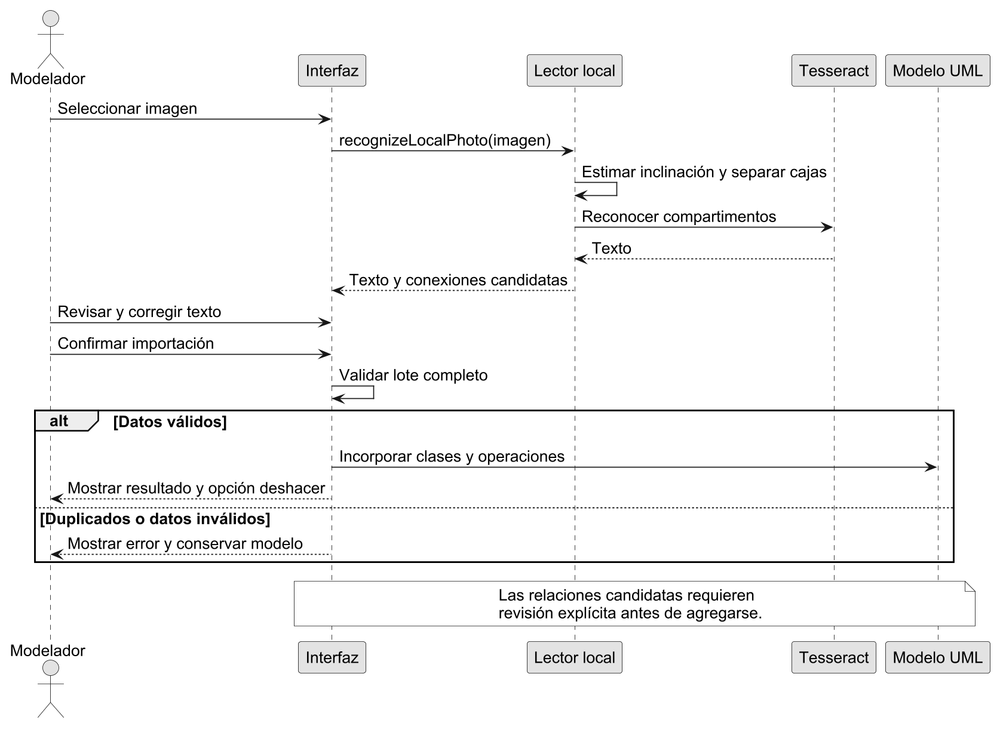 Modelador
Interfaz
Lector local
Tesseract
Modelo UML
Seleccionar imagen
recognizeLocalPhoto(imagen)
Estimar inclinación y separar cajas
Reconocer compartimentos
Texto
Texto y conexiones candidatas
Revisar y corregir texto
Confirmar importación
Validar lote completo
alt [Datos válidos]
Incorporar clases y operaciones
Mostrar resultado y opción deshacer
[Duplicados o datos inválidos]
Mostrar error y conservar modelo
Las relaciones candidatas requieren
revisión explícita antes de agregarse.
Modelador
Interfaz
Lector local
Tesseract
Modelo UML